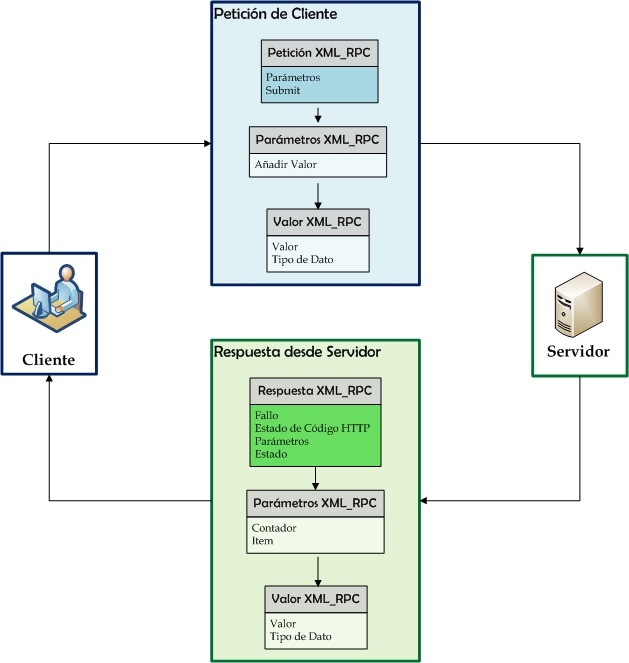 Petición de Cliente
Petición XML_RPC
Parámetros
Submit
Parámetros XML_RPC
Añadir Valor
Valor XML_RPC
Valor
Tipo de Dato
Cliente
Servidor
Respuesta desde Servidor
Respuesta XML_RPC
Fallo
Estado de Código HTTP
Parámetros
Estado
Parámetros XML_RPC
Contador
Item
Valor XML_RPC
Valor
Tipo de Dato